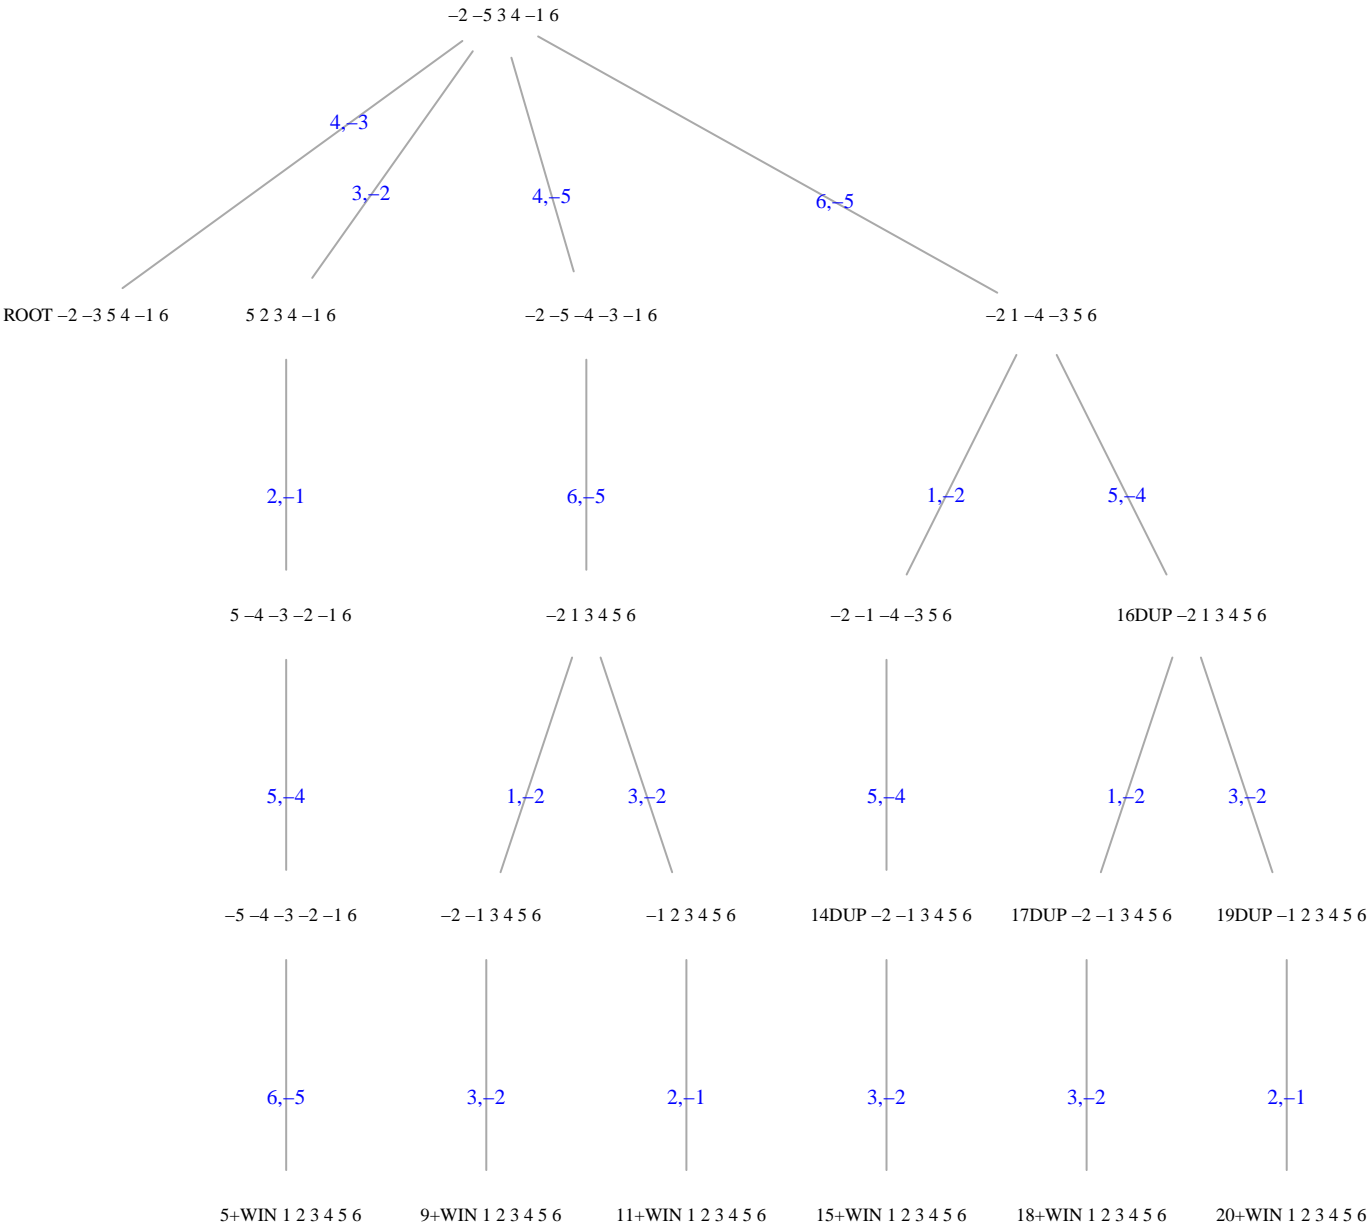 –2 –5 3 4 –1 6
4,–3
3,–2
4,–5
6,–5
ROOT –2 –3 5 4 –1 6
5 2 3 4 –1 6
–2 –5 –4 –3 –1 6
–2 1 –4 –3 5 6
2,–1
6,–5
1,–2
5,–4
5 –4 –3 –2 –1 6
–2 1 3 4 5 6
–2 –1 –4 –3 5 6
16DUP –2 1 3 4 5 6
5,–4
1,–2
3,–2
5,–4
1,–2
3,–2
–5 –4 –3 –2 –1 6
–2 –1 3 4 5 6
–1 2 3 4 5 6
14DUP –2 –1 3 4 5 6
17DUP –2 –1 3 4 5 6
19DUP –1 2 3 4 5 6
6,–5
3,–2
2,–1
3,–2
3,–2
2,–1
5+WIN 1 2 3 4 5 6
9+WIN 1 2 3 4 5 6
11+WIN 1 2 3 4 5 6
15+WIN 1 2 3 4 5 6
18+WIN 1 2 3 4 5 6
20+WIN 1 2 3 4 5 6